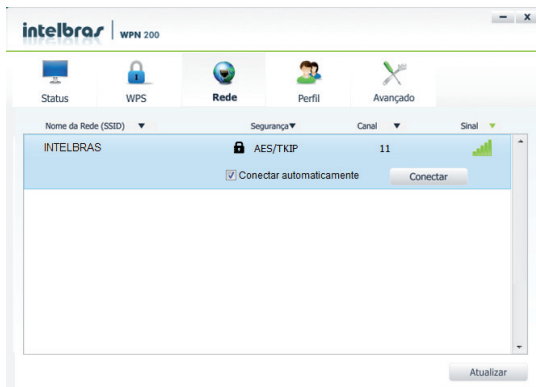 intelbras WPN 200
Status WPS Rede Perfil Avançado
Nome da Rede (SSID) Segurança Canal Sinal
INTELBRAS AES/TKIP 11
Conectar automaticamente Conectar
Atualizar